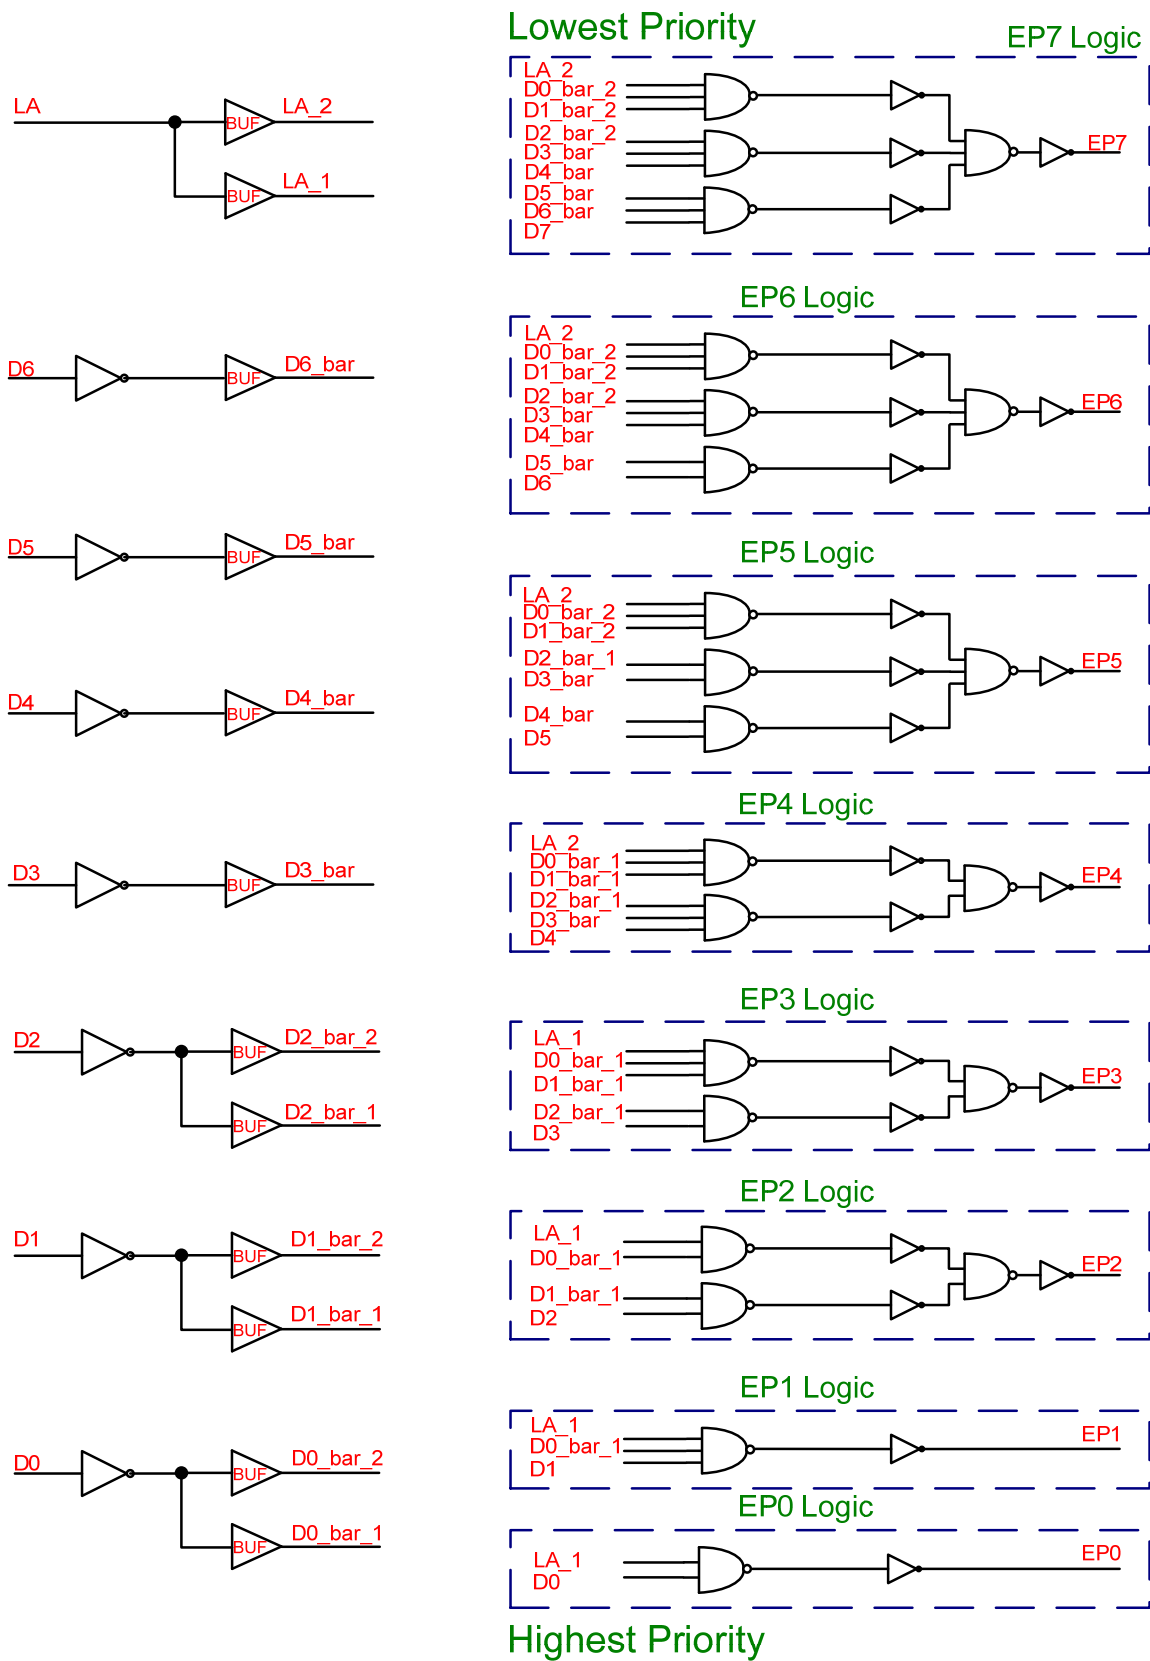 Lowest Priority
EP7 Logic
LA
BUF
LA_2
BUF
LA_1
LA_2
D0_bar_2
D1_bar_2
D2_bar_2
D3_bar
D4_bar
D5_bar
D6_bar
D7
EP7
D6
BUF
D6_bar
EP6 Logic
LA_2
D0_bar_2
D1_bar_2
D2_bar_2
D3_bar
D4_bar
D5_bar
D6
EP6
D5
BUF
D5_bar
EP5 Logic
LA_2
D0_bar_2
D1_bar_2
D2_bar_1
D3_bar
D4_bar
D5
EP5
D4
BUF
D4_bar
EP4 Logic
LA_2
D0_bar_1
D1_bar_1
D2_bar_1
D3_bar
D4
EP4
D3
BUF
D3_bar
EP3 Logic
LA_1
D0_bar_1
D1_bar_1
D2_bar_1
D3
EP3
D2
BUF
D2_bar_2
BUF
D2_bar_1
EP2 Logic
LA_1
D0_bar_1
D1_bar_1
D2
EP2
D1
BUF
D1_bar_2
BUF
D1_bar_1
EP1 Logic
LA_1
D0_bar_1
D1
EP1
D0
BUF
D0_bar_2
BUF
D0_bar_1
EP0 Logic
LA_1
D0
EP0
Highest Priority